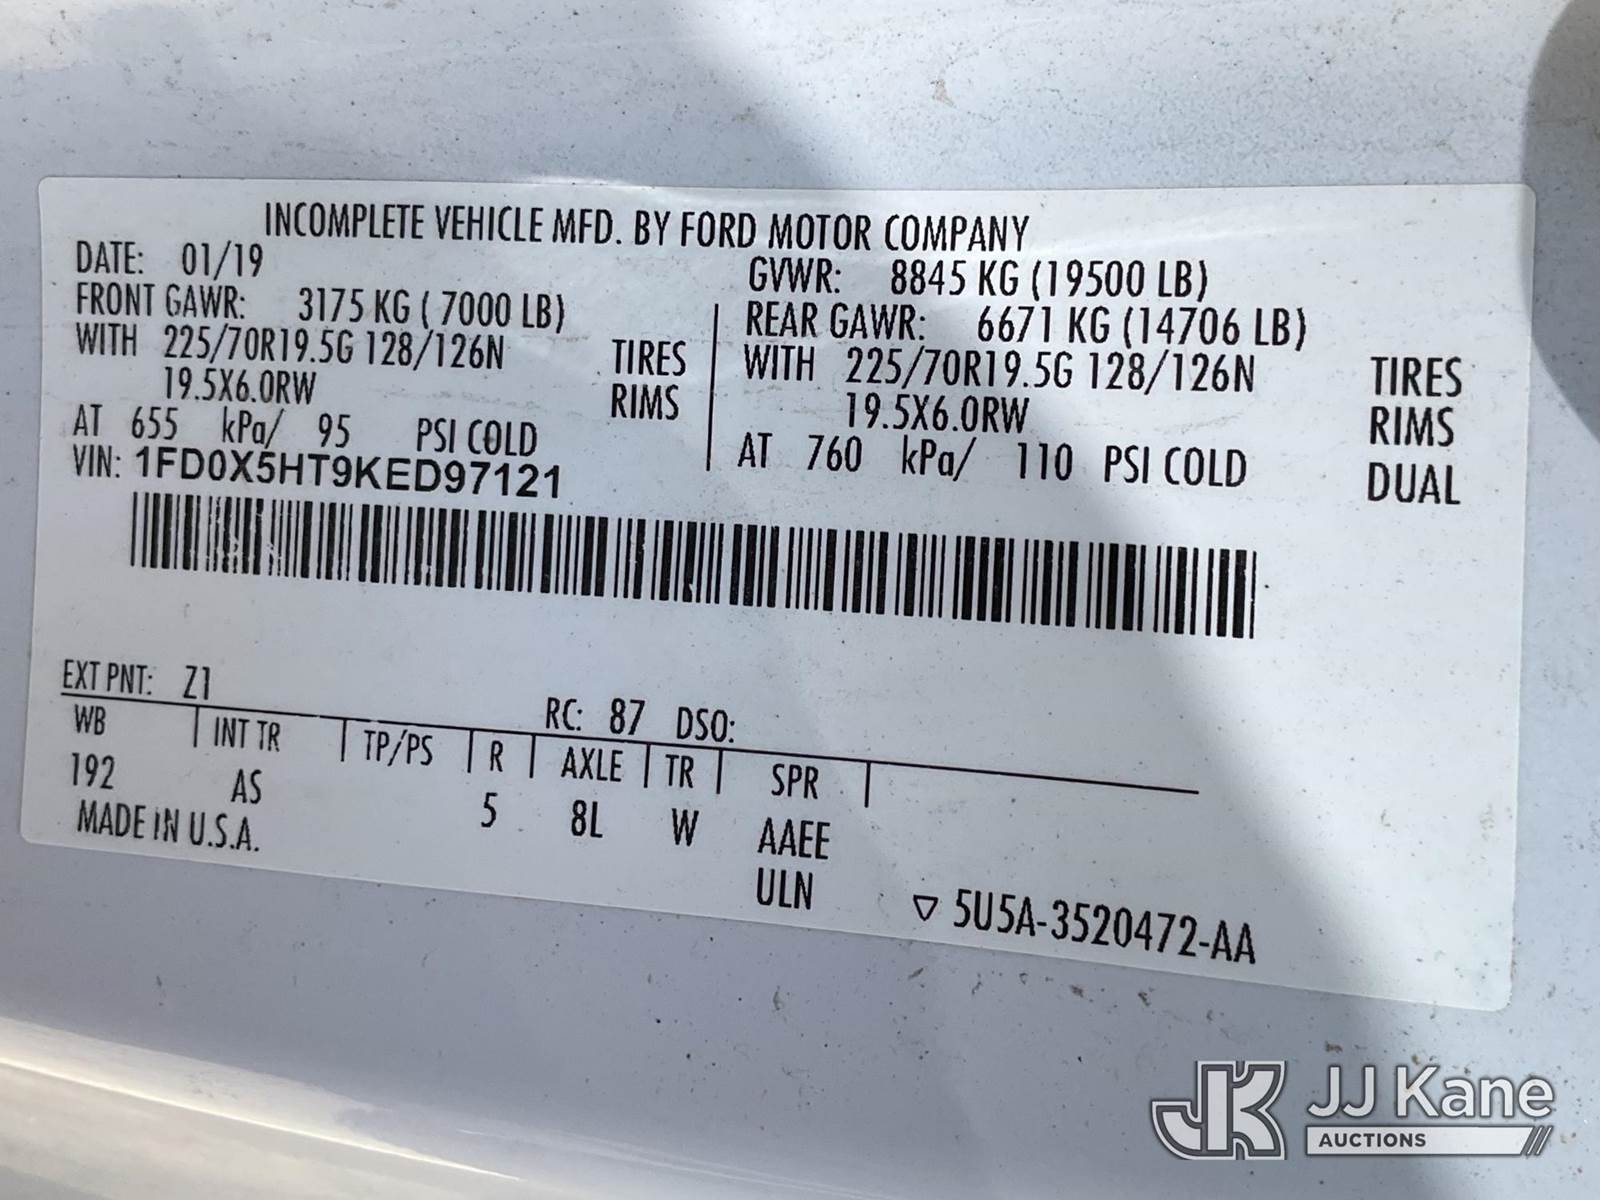 INCOMPLETE VEHICLE MFD. BY FORD MOTOR COMPANY
DATE: 01/19 GVWR: 8845 KG (19500 LB)
FRONT GAWR: 3175 KG ( 7000 LB) REAR GAWR: 6671 KG (14706 LB)
WITH 225/70R19.5G 128/126N TIRES WITH 225/70R19.5G 128/126N TIRES
19.5X6.0RW RIMS 19.5X6.0RW RIMS
AT 655 kPa/ 95 PSI COLD AT 760 kPa/ 110 PSI COLD DUAL
VIN: 1FD0X5HT9KED97121
EXT PNT: Z1 RC: 87 DSO:
WB INT TR TP/PS R AXLE TR SPR
192 AS 5 8L W AAEE
MADE IN U.S.A. ULN
5U5A-3520472-AA
JK JJ Kane
AUCTIONS